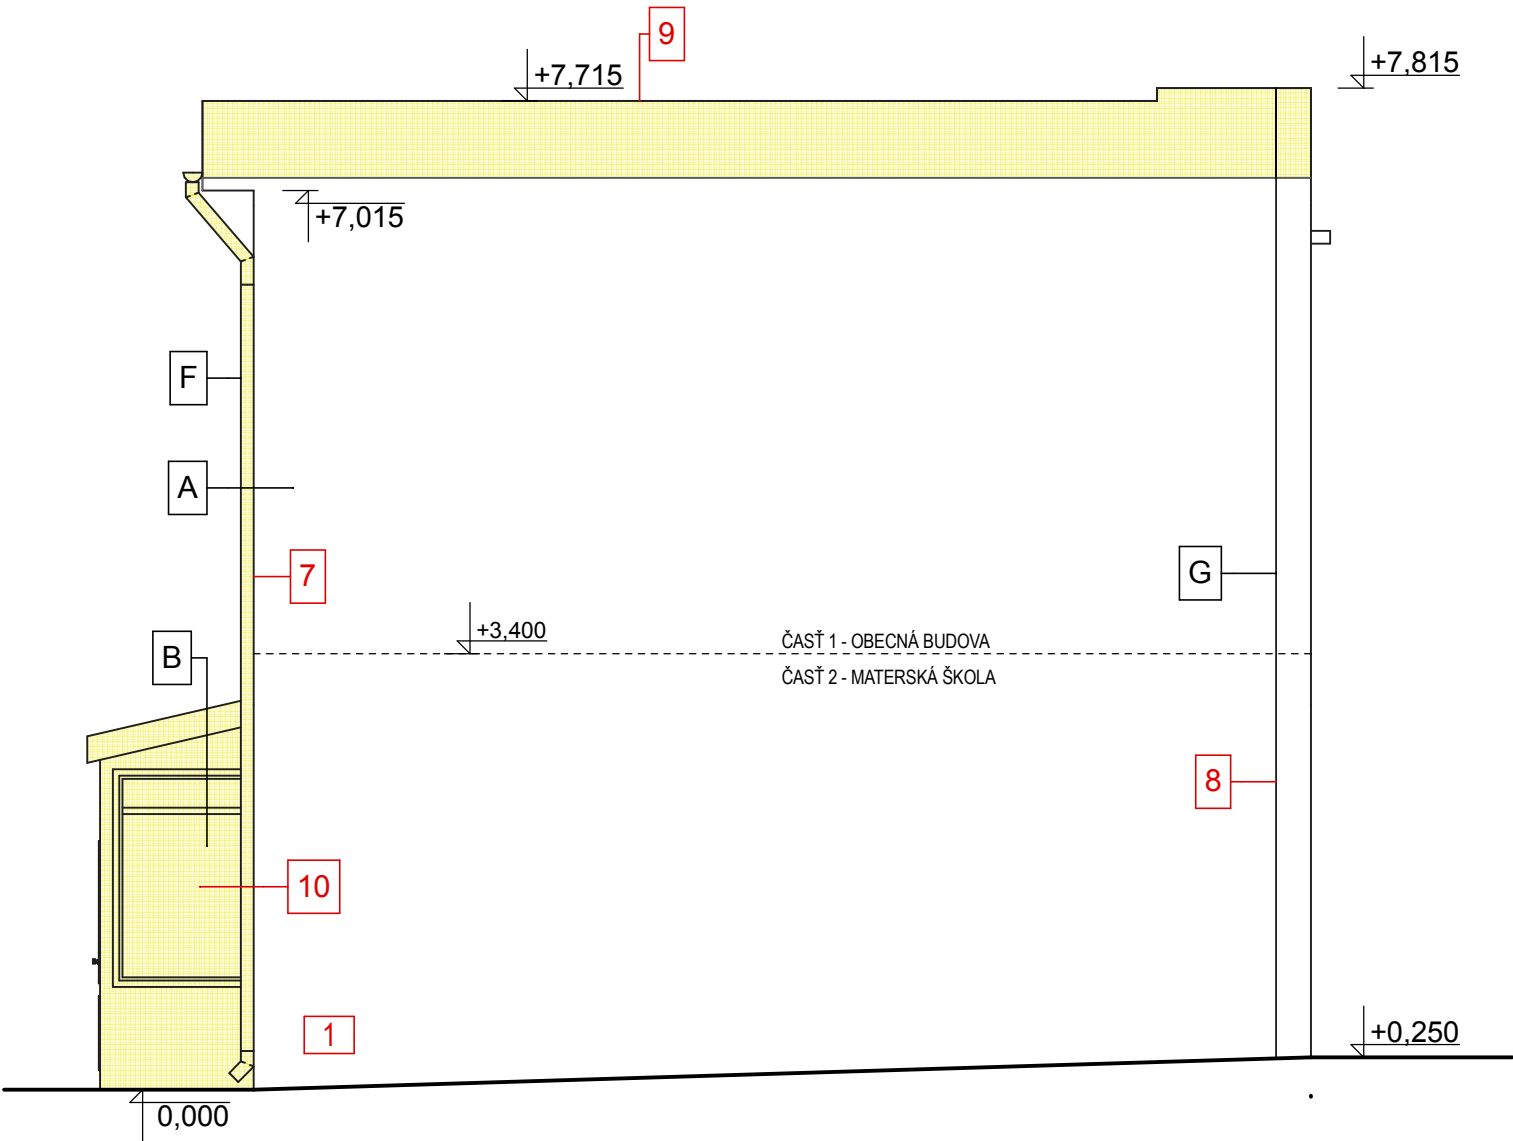 9
+7,715
+7,815
+7,015
F
A
7
G
+3,400
ČASŤ 1 - OBECNÁ BUDOVA
B
ČASŤ 2 - MATERSKÁ ŠKOLA
8
10
1
+0,250
0,000